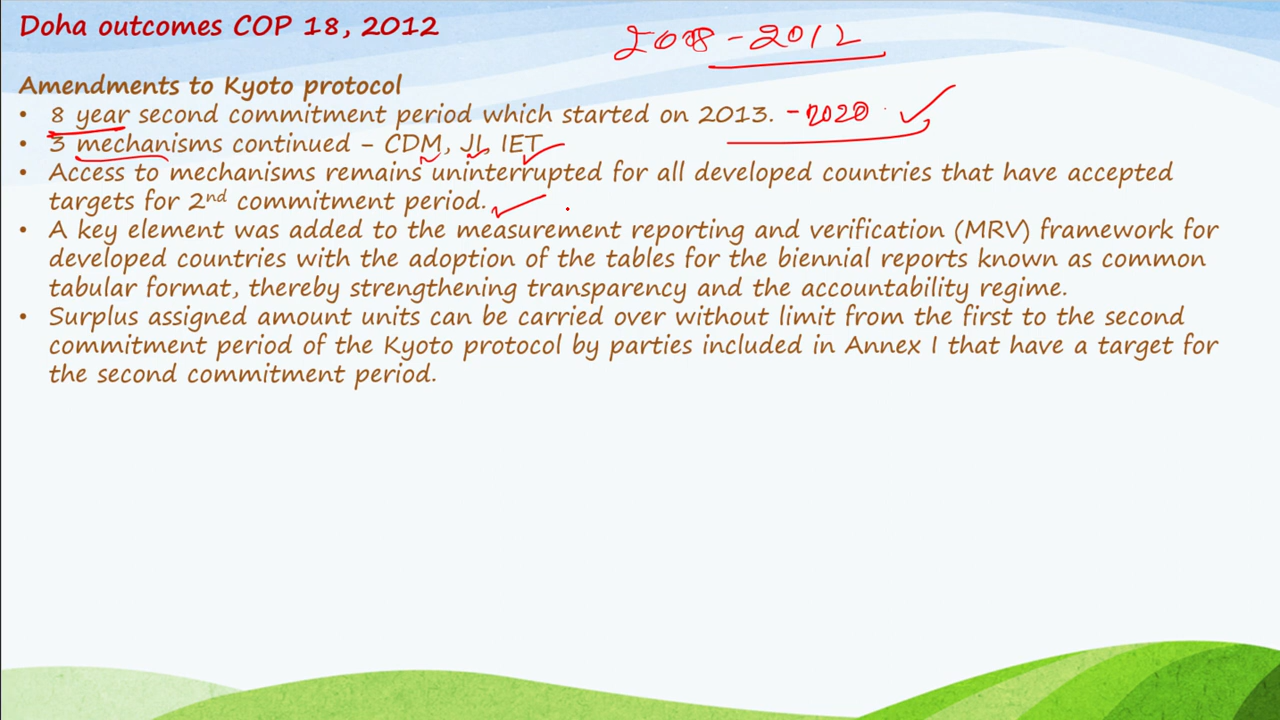 Doha outcomes COP 18, 2012
2008 - 2012
Amendments to Kyoto protocol
• 8 year second commitment period which started on 2013. - 2020
• 3 mechanisms continued – CDM, JI, IET
• Access to mechanisms remains uninterrupted for all developed countries that have accepted
targets for 2nd commitment period.
• A key element was added to the measurement reporting and verification (MRV) framework for
developed countries with the adoption of the tables for the biennial reports known as common
tabular format, thereby strengthening transparency and the accountability regime.
• Surplus assigned amount units can be carried over without limit from the first to the second
commitment period of the Kyoto protocol by parties included in Annex I that have a target for
the second commitment period.